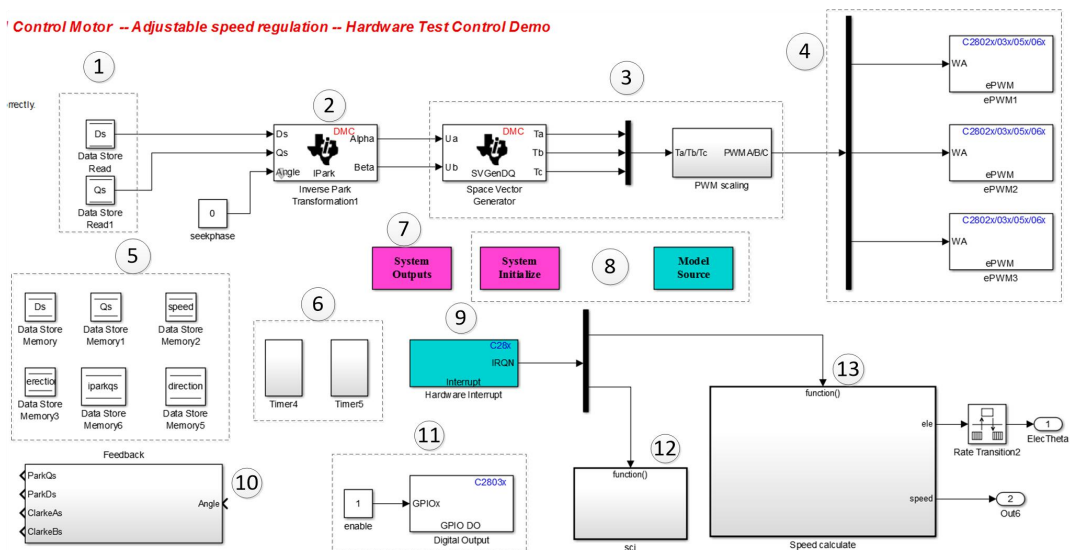 Control Motor -- Adjustable speed regulation -- Hardware Test Control Demo
1
2
3
4
Ds
Data Store
Read
Qs
Data Store
Read1
0
seekphase
DMC
Ds
Qs
Angle
Alpha
Beta
IPark
Inverse Park
Transformation1
DMC
Ua
Ub
Ta
Tb
Tc
SVGenDQ
Space Vector
Generator
Ta/Tb/Tc
PWM A/B/C
PWM scaling
C2802x/03x/05x/06x
WA
ePWM
ePWM1
C2802x/03x/05x/06x
WA
ePWM
ePWM2
C2802x/03x/05x/06x
WA
ePWM
ePWM3
5
Ds
Data Store
Memory
Qs
Data Store
Memory1
speed
Data Store
Memory2
Data Store
Memory3
iparkqs
Data Store
Memory6
direction
Data Store
Memory5
6
Timer4
Timer5
7
System
Outputs
System
Initialize
8
Model
Source
9
C28x
IRQN
Interrupt
Hardware Interrupt
Feedback
ParkQs
ParkDs
ClarkeAs
ClarkeBs
Angle
10
11
1
enable
C2803x
GPIOx
GPIO DO
Digital Output
12
function()
sci
13
function()
ele
speed
Speed calculate
Rate Transition2
1
ElecTheta
2
Out6